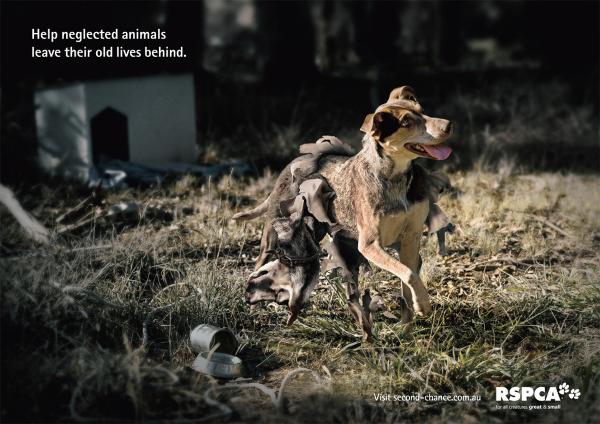 Help neglected animals
leave their old lives behind.
Visit second-chance.com.au
RSPCA
for all creatures great & small